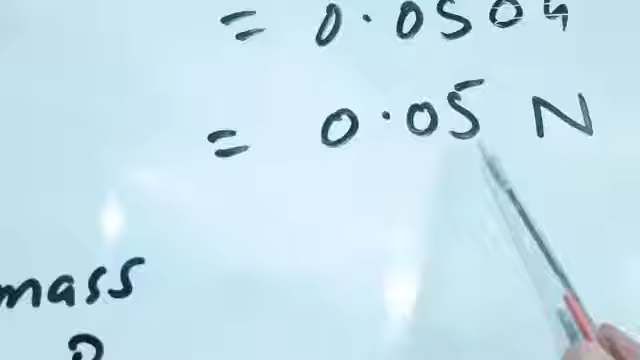 = 0.0504
= 0.05 N
mass